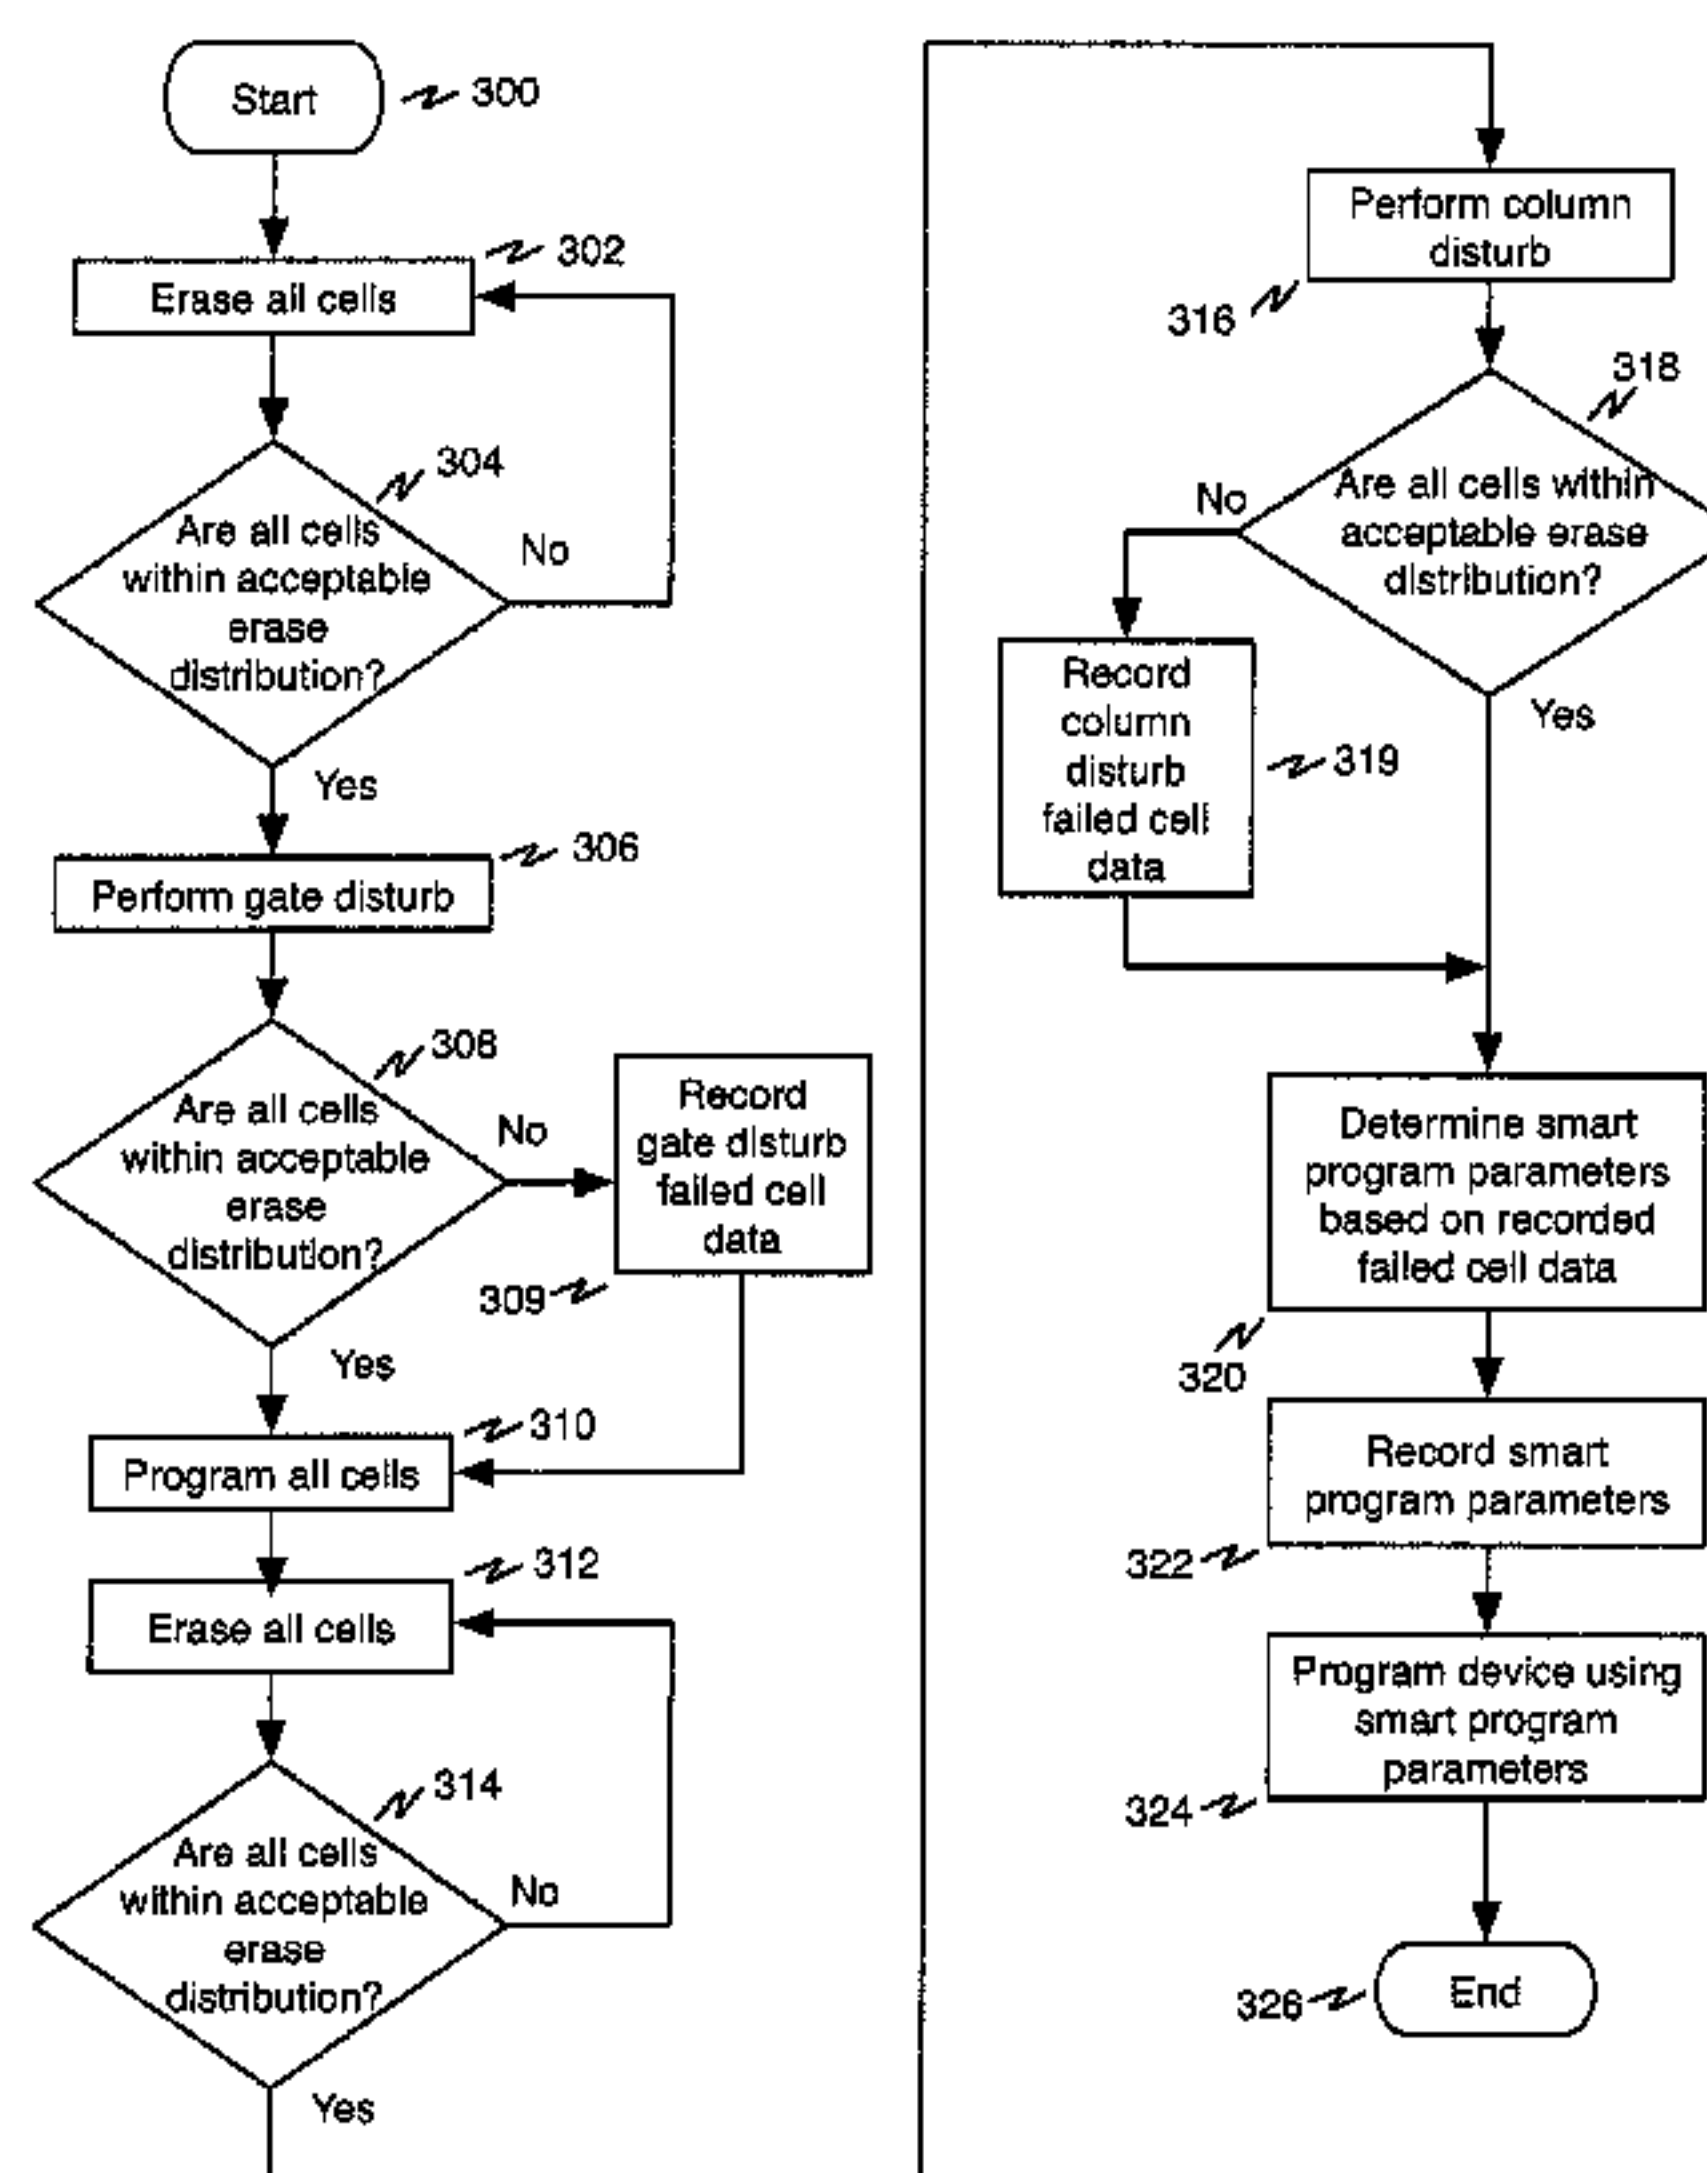 Start
300
302
Erase all cells
304
Are all cells
within acceptable
erase
distribution?
No
Yes
306
Perform gate disturb
308
Are all cells
within acceptable
erase
distribution?
No
Record
gate disturb
failed cell
data
309
Yes
310
Program all cells
312
Erase all cells
314
Are all cells
within acceptable
erase
distribution?
No
Yes
Perform column
disturb
316
318
Are all cells within
acceptable erase
distribution?
No
Record
column
disturb
failed cell
data
319
Yes
Determine smart
program parameters
based on recorded
failed cell data
320
Record smart
program parameters
322
Program device using
smart program
parameters
324
End
326